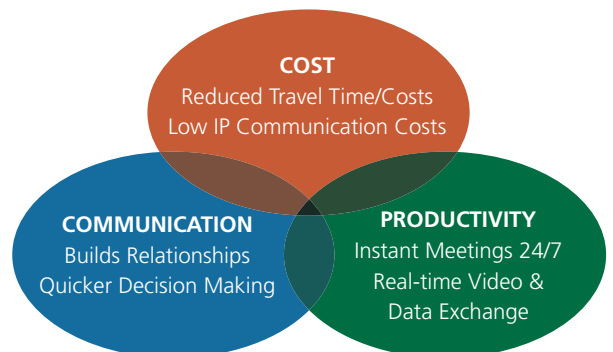 COST
Reduced Travel Time/Costs
Low IP Communication Costs
COMMUNICATION
Builds Relationships
Quicker Decision Making
PRODUCTIVITY
Instant Meetings 24/7
Real-time Video &
Data Exchange